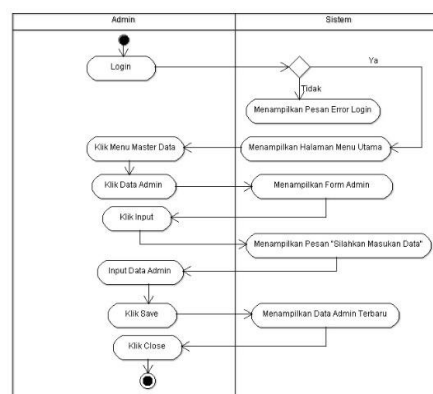 Admin
Sistem
Login
Ya
Tidak
Menampilkan Pesan Error Login
Klik Menu Master Data
Menampilkan Halaman Menu Utama
Klik Data Admin
Menampilkan Form Admin
Klik Input
Menampilkan Pesan "Silahkan Masukan Data"
Input Data Admin
Klik Save
Menampilkan Data Admin Terbaru
Klik Close